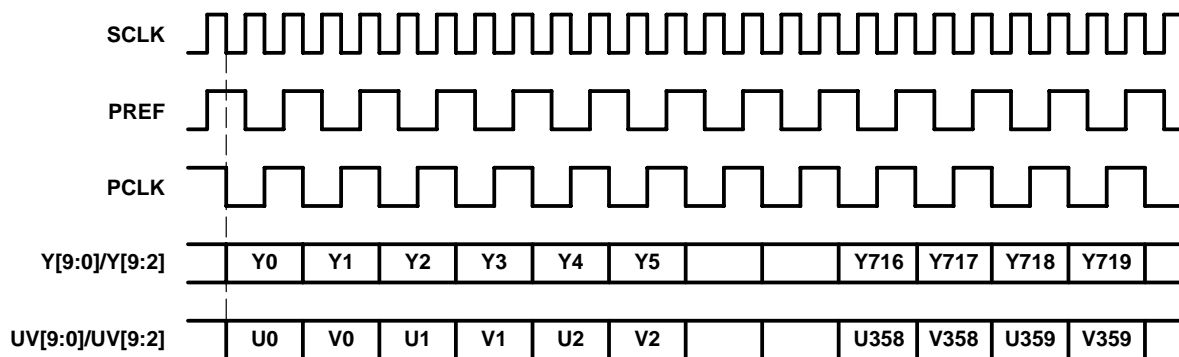 SCLK
PREF
PCLK
Y[9:0]/Y[9:2] Y0 Y1 Y2 Y3 Y4 Y5 Y716 Y717 Y718 Y719
UV[9:0]/UV[9:2] U0 V0 U1 V1 U2 V2 U358 V358 U359 V359